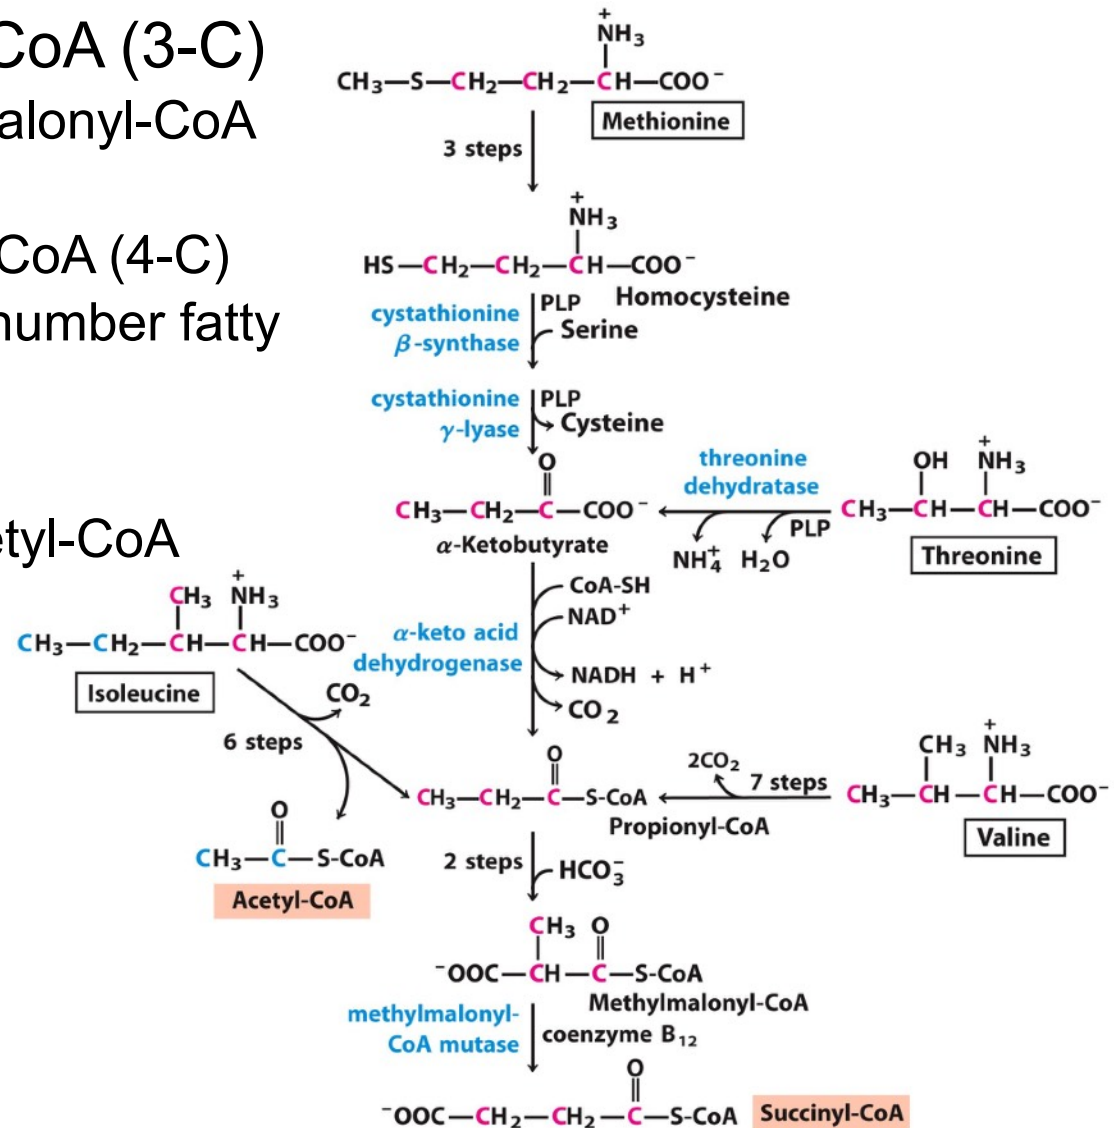 CoA (3-C)
alonyl-CoA
CoA (4-C)
number fatty
etyl-CoA
+
NH3
CH3—S—CH2—CH2—CH—COO−
Methionine
3 steps
+
NH3
HS—CH2—CH2—CH—COO−
Homocysteine
cystathionine
β-synthase
PLP
Serine
cystathionine
γ-lyase
PLP
Cysteine
O
CH3—CH2—C—COO−
α-Ketobutyrate
threonine
dehydratase
PLP
NH4+ H2O
OH NH3
+
CH3—CH—CH—COO−
Threonine
CH3 NH3
+
CH3—CH2—CH—CH—COO−
Isoleucine
CO2
6 steps
α-keto acid
dehydrogenase
CoA-SH
NAD+
NADH + H+
CO2
O
CH3—CH2—C—S-CoA
Propionyl-CoA
2CO2
7 steps
CH3 NH3
+
CH3—CH—CH—COO−
Valine
O
CH3—C—S-CoA
Acetyl-CoA
2 steps
HCO3−
CH3 O
−OOC—CH—C—S-CoA
Methylmalonyl-CoA
methylmalonyl-
CoA mutase
coenzyme B12
O
−OOC—CH2—CH2—C—S-CoA
Succinyl-CoA